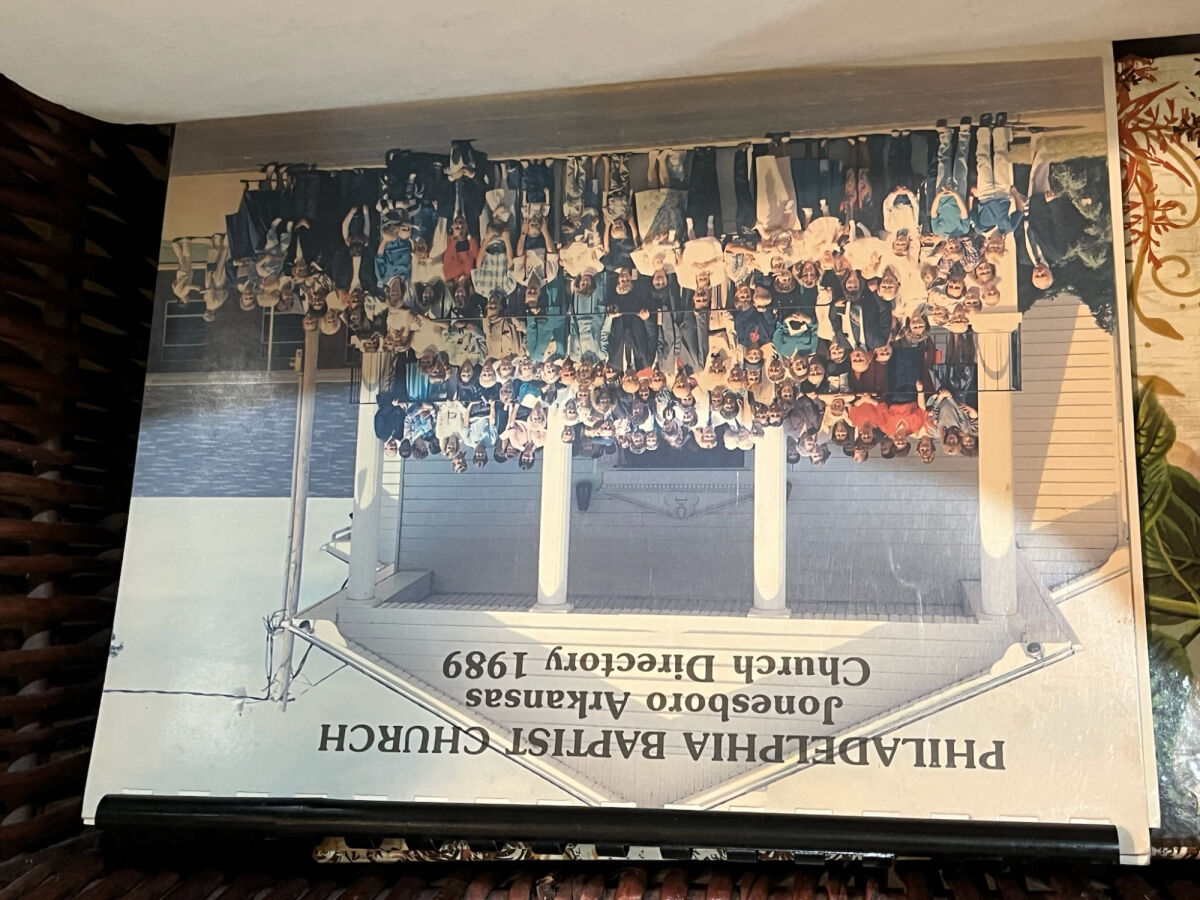 PHILADELPHIA BAPTIST CHURCH
Jonesboro Arkansas
Church Directory 1989